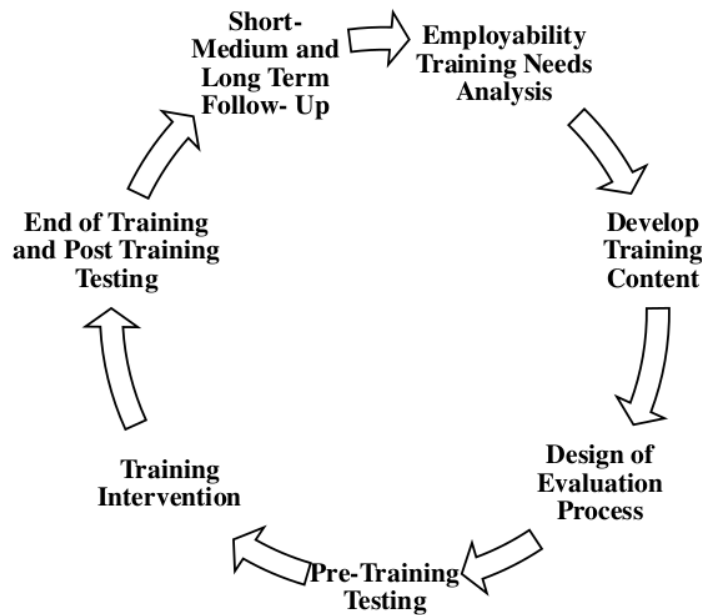 Short-
Medium and
Long Term
Follow- Up
Employability
Training Needs
Analysis
Develop
Training
Content
Design of
Evaluation
Process
Pre-Training
Testing
Training
Intervention
End of Training
and Post Training
Testing